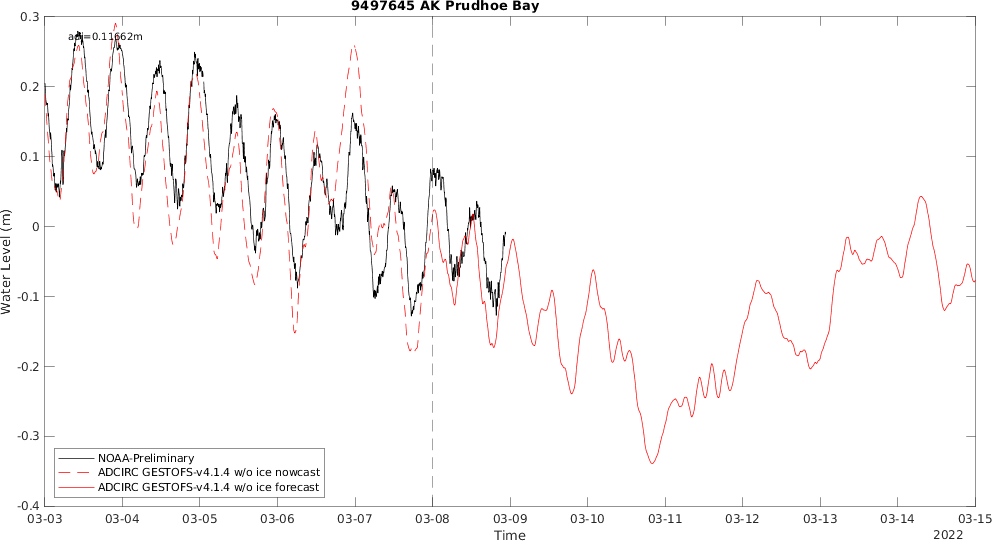 9497645 AK Prudhoe Bay
0.3
0.2
0.1
0
-0.1
-0.2
-0.3
-0.4
Water Level (m)
NOAA-Preliminary
ADCIRC GESTOFS-v4.1.4 w/o ice nowcast
ADCIRC GESTOFS-v4.1.4 w/o ice forecast
03-03 03-04 03-05 03-06 03-07 03-08 03-09 03-10 03-11 03-12 03-13 03-14 03-15
Time
2022